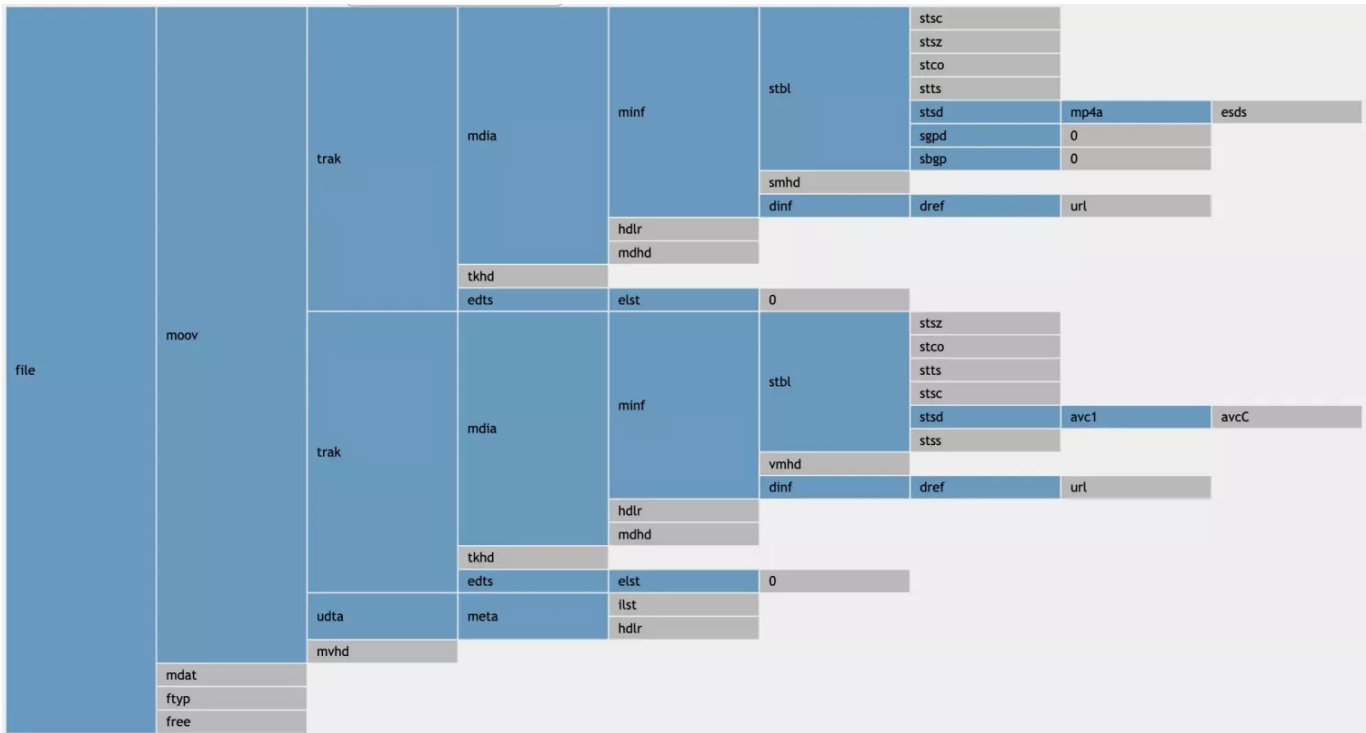 stsc
stsz
stco
stbl
stts
minf
stsd mp4a esds
mdia
sgpd 0
trak
sbgp 0
smhd
dinf dref url
hdlr
mdhd
tkhd
edts elst 0
stsz
moov
stco
file
stts
stbl
stsc
minf
stsd avc1 avcC
mdia
stss
trak
vmhd
dinf dref url
hdlr
mdhd
tkhd
edts elst 0
ilst
udta meta
hdlr
mvhd
mdat
ftyp
free